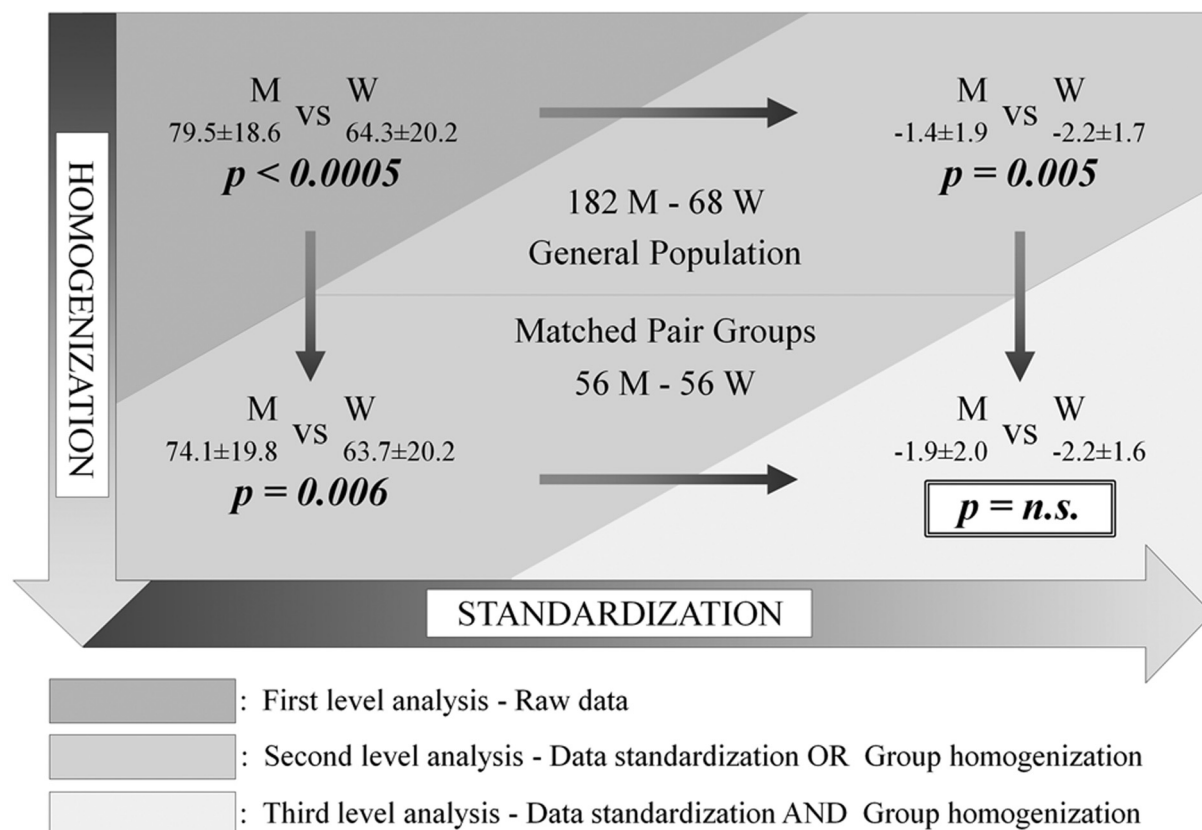 HOMOGENIZATION
M vs W
79.5±18.6 64.3±20.2
p < 0.0005
M vs W
-1.4±1.9 -2.2±1.7
p = 0.005
182 M - 68 W
General Population
Matched Pair Groups
56 M - 56 W
M vs W
74.1±19.8 63.7±20.2
p = 0.006
M vs W
-1.9±2.0 -2.2±1.6
p = n.s.
STANDARDIZATION
: First level analysis - Raw data
: Second level analysis - Data standardization OR Group homogenization
: Third level analysis - Data standardization AND Group homogenization